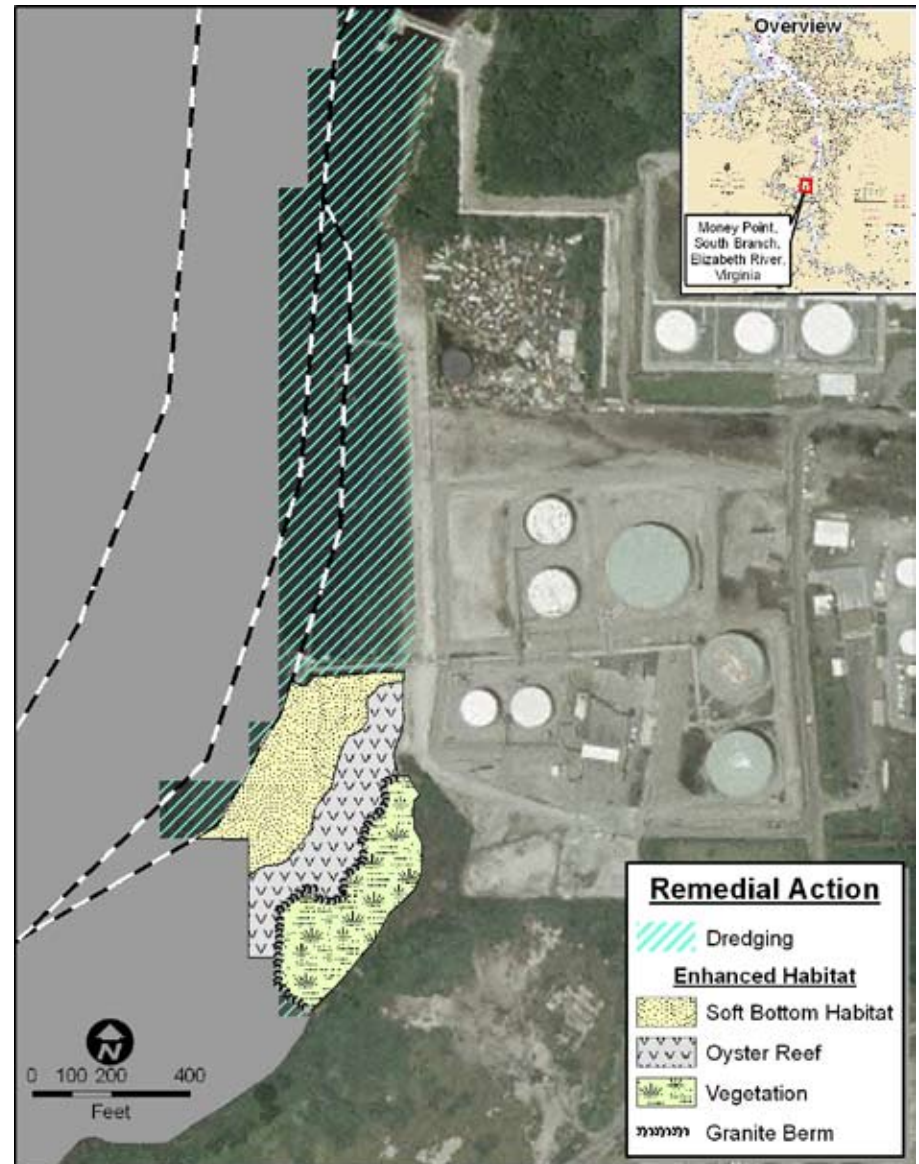 Overview
Money Point,
South Branch,
Elizabeth River,
Virginia
Remedial Action
Dredging
Enhanced Habitat
Soft Bottom Habitat
Oyster Reef
Vegetation
Granite Berm
N
0 100 200 400
Feet